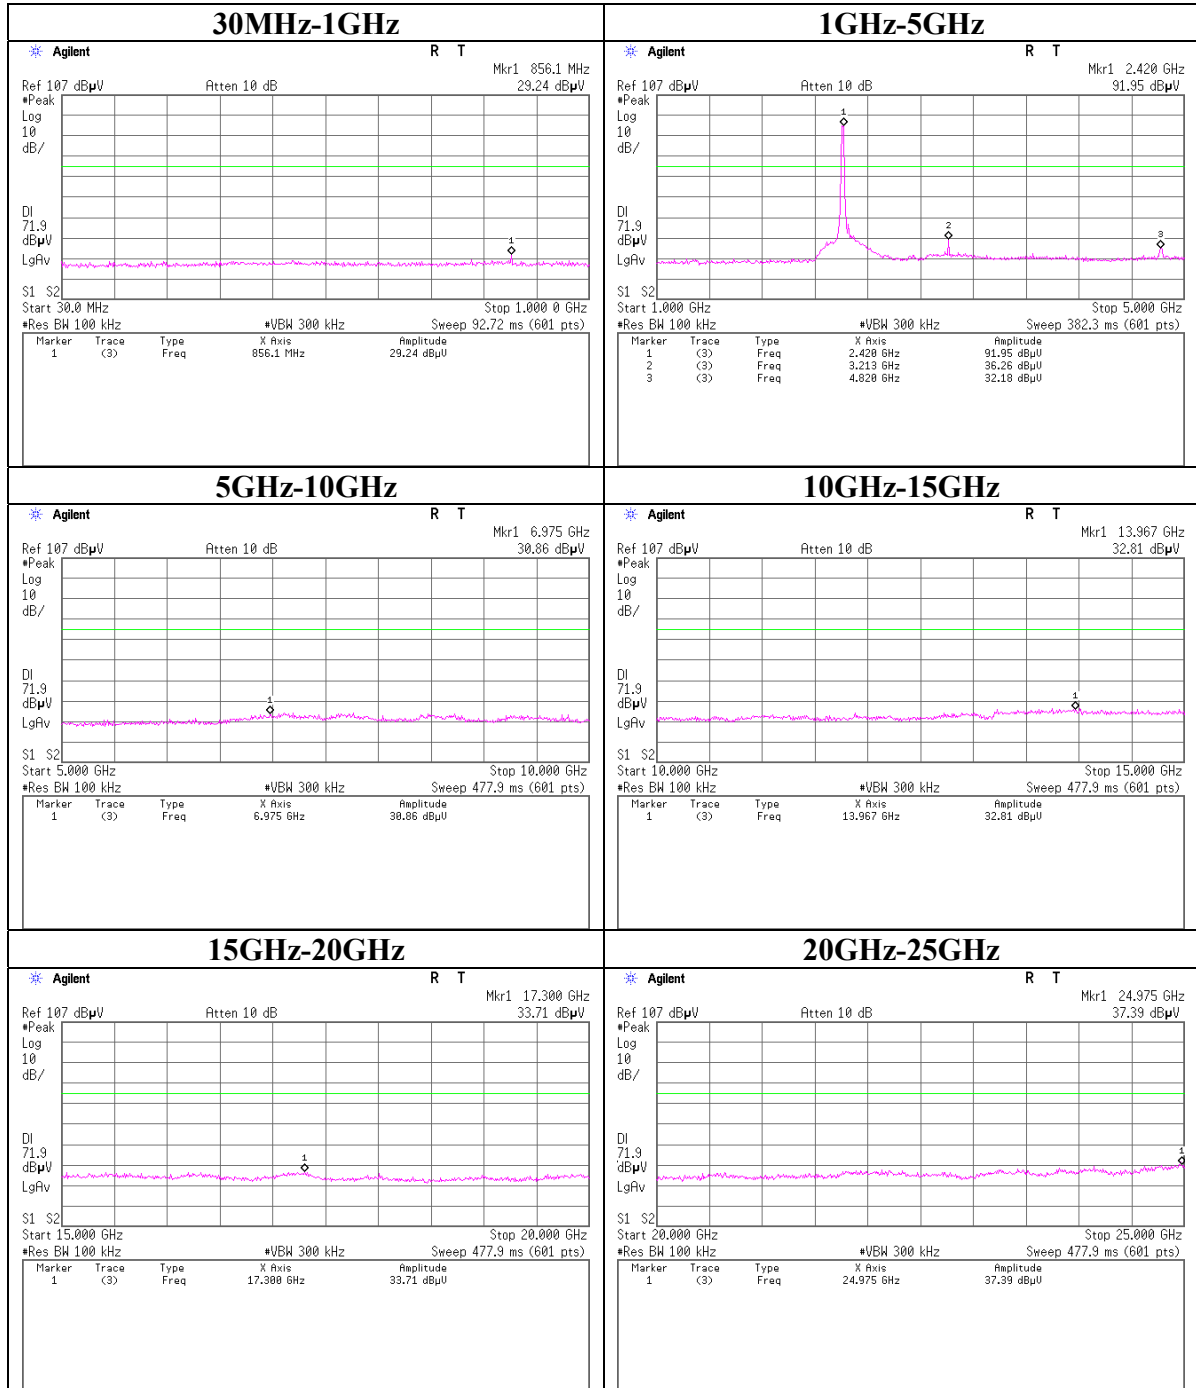 30MHz-1GHz
Agilent R T
Mkr1 856.1 MHz
Ref 107 dBµV Atten 10 dB 29.24 dBµV
#Peak
Log
10
dB/
1
DI
71.9
dBµV
LgAv
S1 S2
Start 30.0 MHz Stop 1.000 0 GHz
#Res BW 100 kHz #VBW 300 kHz Sweep 92.72 ms (601 pts)
Marker Trace Type X Axis Amplitude
1 (3) Freq 856.1 MHz 29.24 dBµV
1GHz-5GHz
Agilent R T
Mkr1 2.420 GHz
Ref 107 dBµV Atten 10 dB 91.95 dBµV
#Peak
Log
10
dB/
1
2
3
DI
71.9
dBµV
LgAv
S1 S2
Start 1.000 GHz Stop 5.000 GHz
#Res BW 100 kHz #VBW 300 kHz Sweep 382.3 ms (601 pts)
Marker Trace Type X Axis Amplitude
1 (3) Freq 2.420 GHz 91.95 dBµV
2 (3) Freq 3.213 GHz 36.26 dBµV
3 (3) Freq 4.820 GHz 32.18 dBµV
5GHz-10GHz
Agilent R T
Mkr1 6.975 GHz
Ref 107 dBµV Atten 10 dB 30.86 dBµV
#Peak
Log
10
dB/
1
DI
71.9
dBµV
LgAv
S1 S2
Start 5.000 GHz Stop 10.000 GHz
#Res BW 100 kHz #VBW 300 kHz Sweep 477.9 ms (601 pts)
Marker Trace Type X Axis Amplitude
1 (3) Freq 6.975 GHz 30.86 dBµV
10GHz-15GHz
Agilent R T
Mkr1 13.967 GHz
Ref 107 dBµV Atten 10 dB 32.81 dBµV
#Peak
Log
10
dB/
1
DI
71.9
dBµV
LgAv
S1 S2
Start 10.000 GHz Stop 15.000 GHz
#Res BW 100 kHz #VBW 300 kHz Sweep 477.9 ms (601 pts)
Marker Trace Type X Axis Amplitude
1 (3) Freq 13.967 GHz 32.81 dBµV
15GHz-20GHz
Agilent R T
Mkr1 17.300 GHz
Ref 107 dBµV Atten 10 dB 33.71 dBµV
#Peak
Log
10
dB/
1
DI
71.9
dBµV
LgAv
S1 S2
Start 15.000 GHz Stop 20.000 GHz
#Res BW 100 kHz #VBW 300 kHz Sweep 477.9 ms (601 pts)
Marker Trace Type X Axis Amplitude
1 (3) Freq 17.300 GHz 33.71 dBµV
20GHz-25GHz
Agilent R T
Mkr1 24.975 GHz
Ref 107 dBµV Atten 10 dB 37.39 dBµV
#Peak
Log
10
dB/
1
DI
71.9
dBµV
LgAv
S1 S2
Start 20.000 GHz Stop 25.000 GHz
#Res BW 100 kHz #VBW 300 kHz Sweep 477.9 ms (601 pts)
Marker Trace Type X Axis Amplitude
1 (3) Freq 24.975 GHz 37.39 dBµV